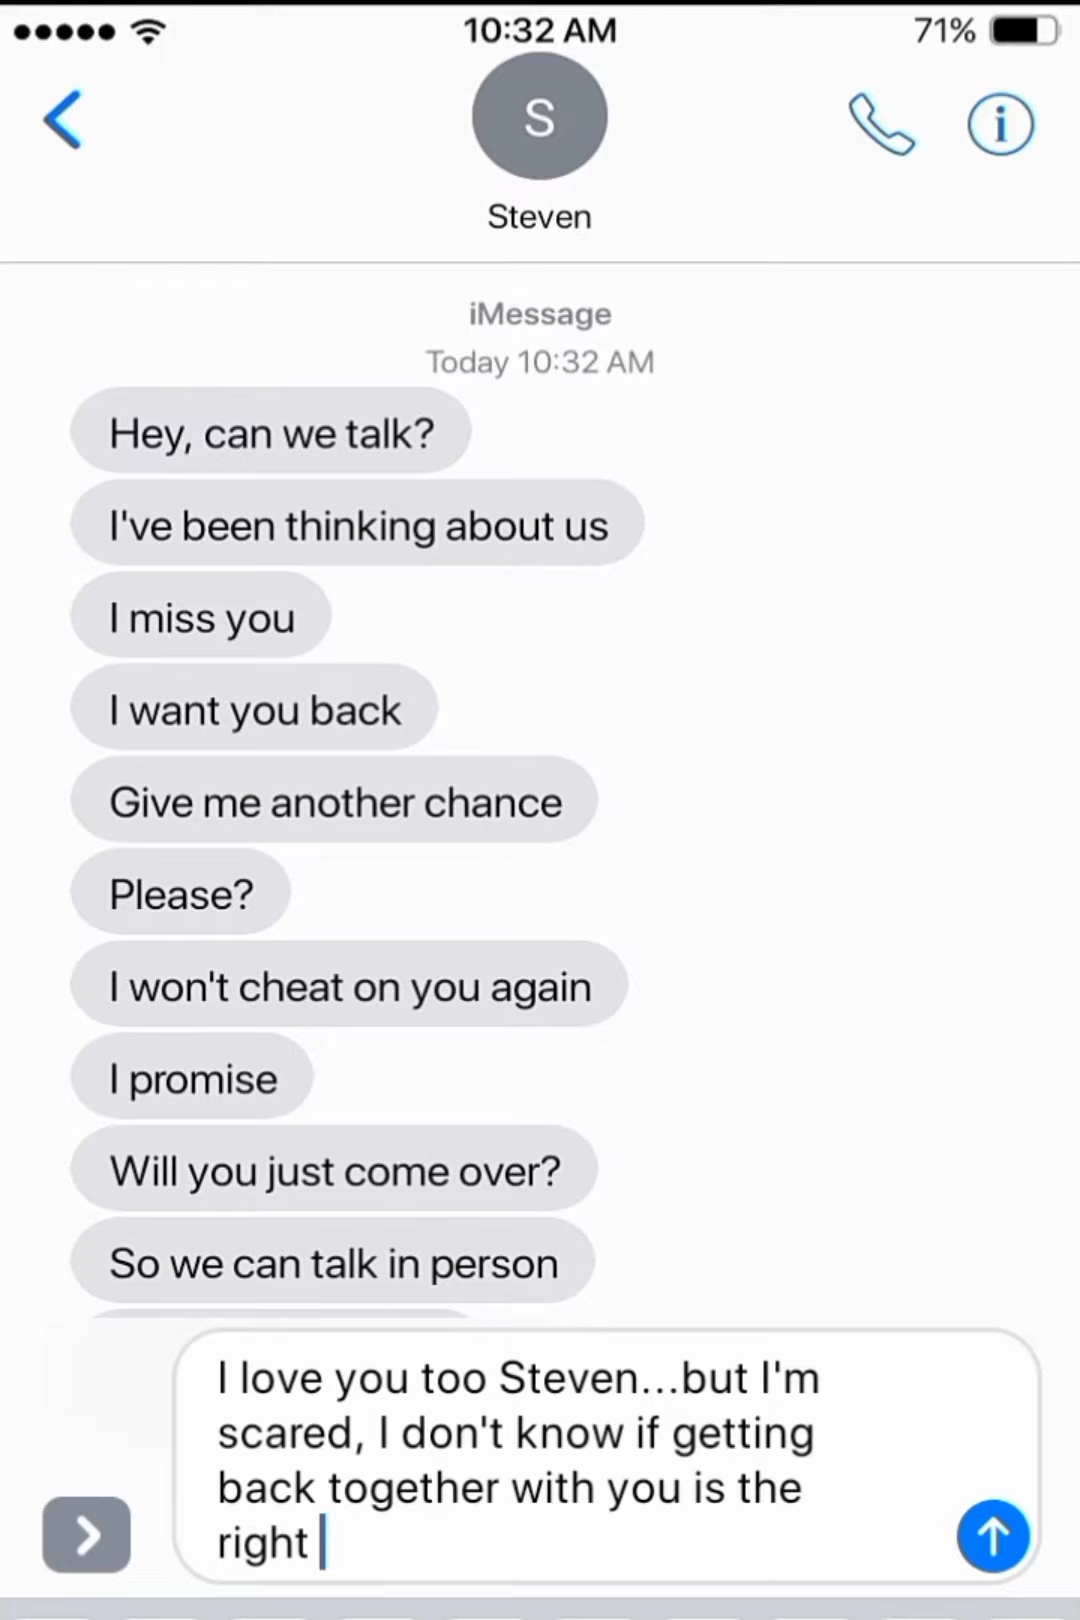 10:32 AM
71%
S
Steven
iMessage
Today 10:32 AM
Hey, can we talk?
I've been thinking about us
I miss you
I want you back
Give me another chance
Please?
I won't cheat on you again
I promise
Will you just come over?
So we can talk in person
I love you too Steven...but I'm
scared, I don't know if getting
back together with you is the
right